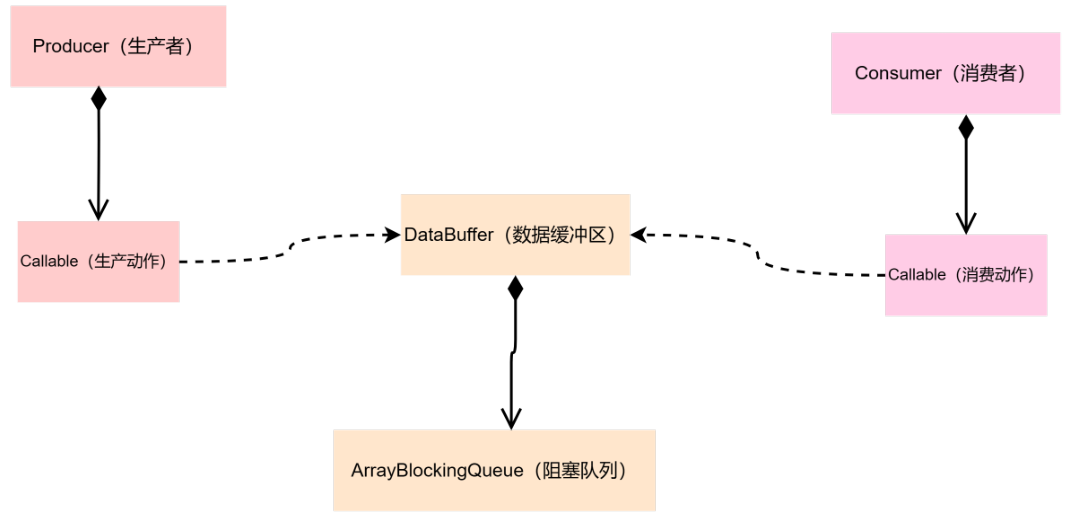 Producer（生产者）
Consumer（消费者）
DataBuffer（数据缓冲区）
Callable（生产动作）
Callable（消费动作）
ArrayBlockingQueue（阻塞队列）